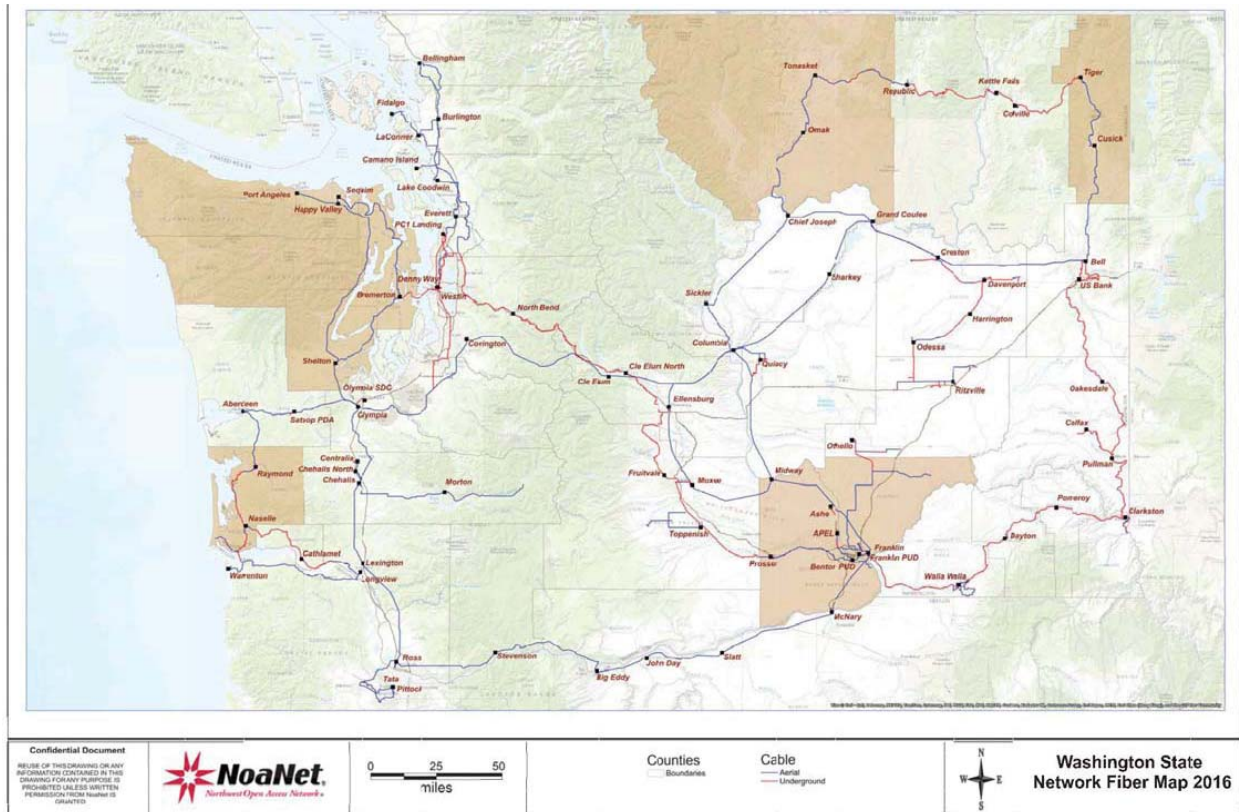 Bellingham
Fidalgo
Burlington
LaConner
Camano Island
Lake Goodwin
Everett
PC1 Landing
Port Angeles
Sequim
Happy Valley
Denny Way
Westin
Bremerton
North Bend
Covington
Shelton
Cle Elum North
Cle Elum
Olympia SDC
Olympia
Aberdeen
Satsop PDA
Centralia
Chehalis North
Chehalis
Raymond
Morton
Naselle
Cathlamet
Warrenton
Lexington
Longview
Ross
Tata
Pittock
Stevenson
Big Eddy
John Day
Slatt
McNary
Tonasket
Republic
Kettle Falls
Colville
Tiger
Omak
Cusick
Chief Joseph
Grand Coulee
Creston
Bell
US Bank
Sickler
Sharkey
Davenport
Harrington
Columbia
Quincy
Odessa
Ritzville
Oakesdale
Ellensburg
Colfax
Othello
Pullman
Fruitvale
Moxee
Midway
Pomeroy
Clarkston
Ashe
Toppenish
APEL
Dayton
Prosser
Franklin
Franklin PUD
Benton PUD
Walla Walla
Confidential Document
REUSE OF THIS DRAWING OR ANY
INFORMATION CONTAINED IN THIS
DRAWING FOR ANY PURPOSE IS
PROHIBITED UNLESS WRITTEN
PERMISSION FROM NoaNet IS
GRANTED
NoaNet®
Northwest Open Access Network
0 25 50
miles
Counties
Boundaries
Cable
Aerial
Underground
N
W E
S
Washington State
Network Fiber Map 2016